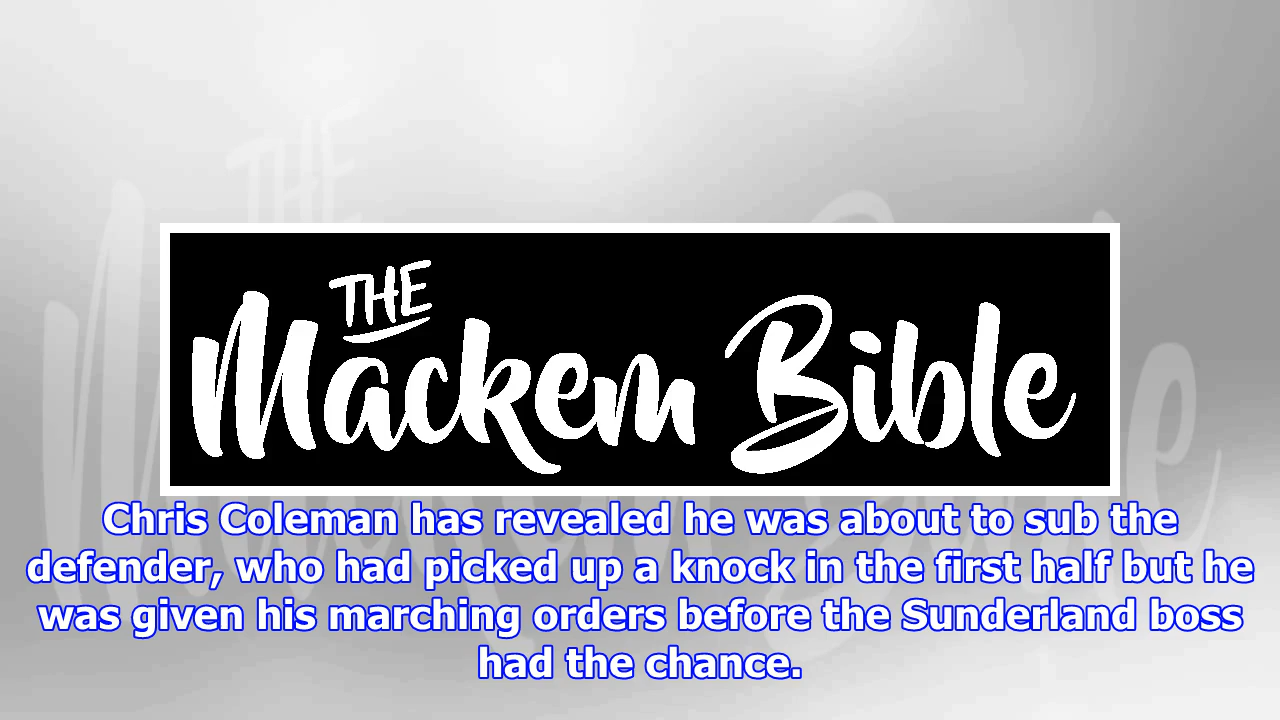 THE
Mackem Bible
Chris Coleman has revealed he was about to sub the
defender, who had picked up a knock in the first half but he
was given his marching orders before the Sunderland boss
had the chance.